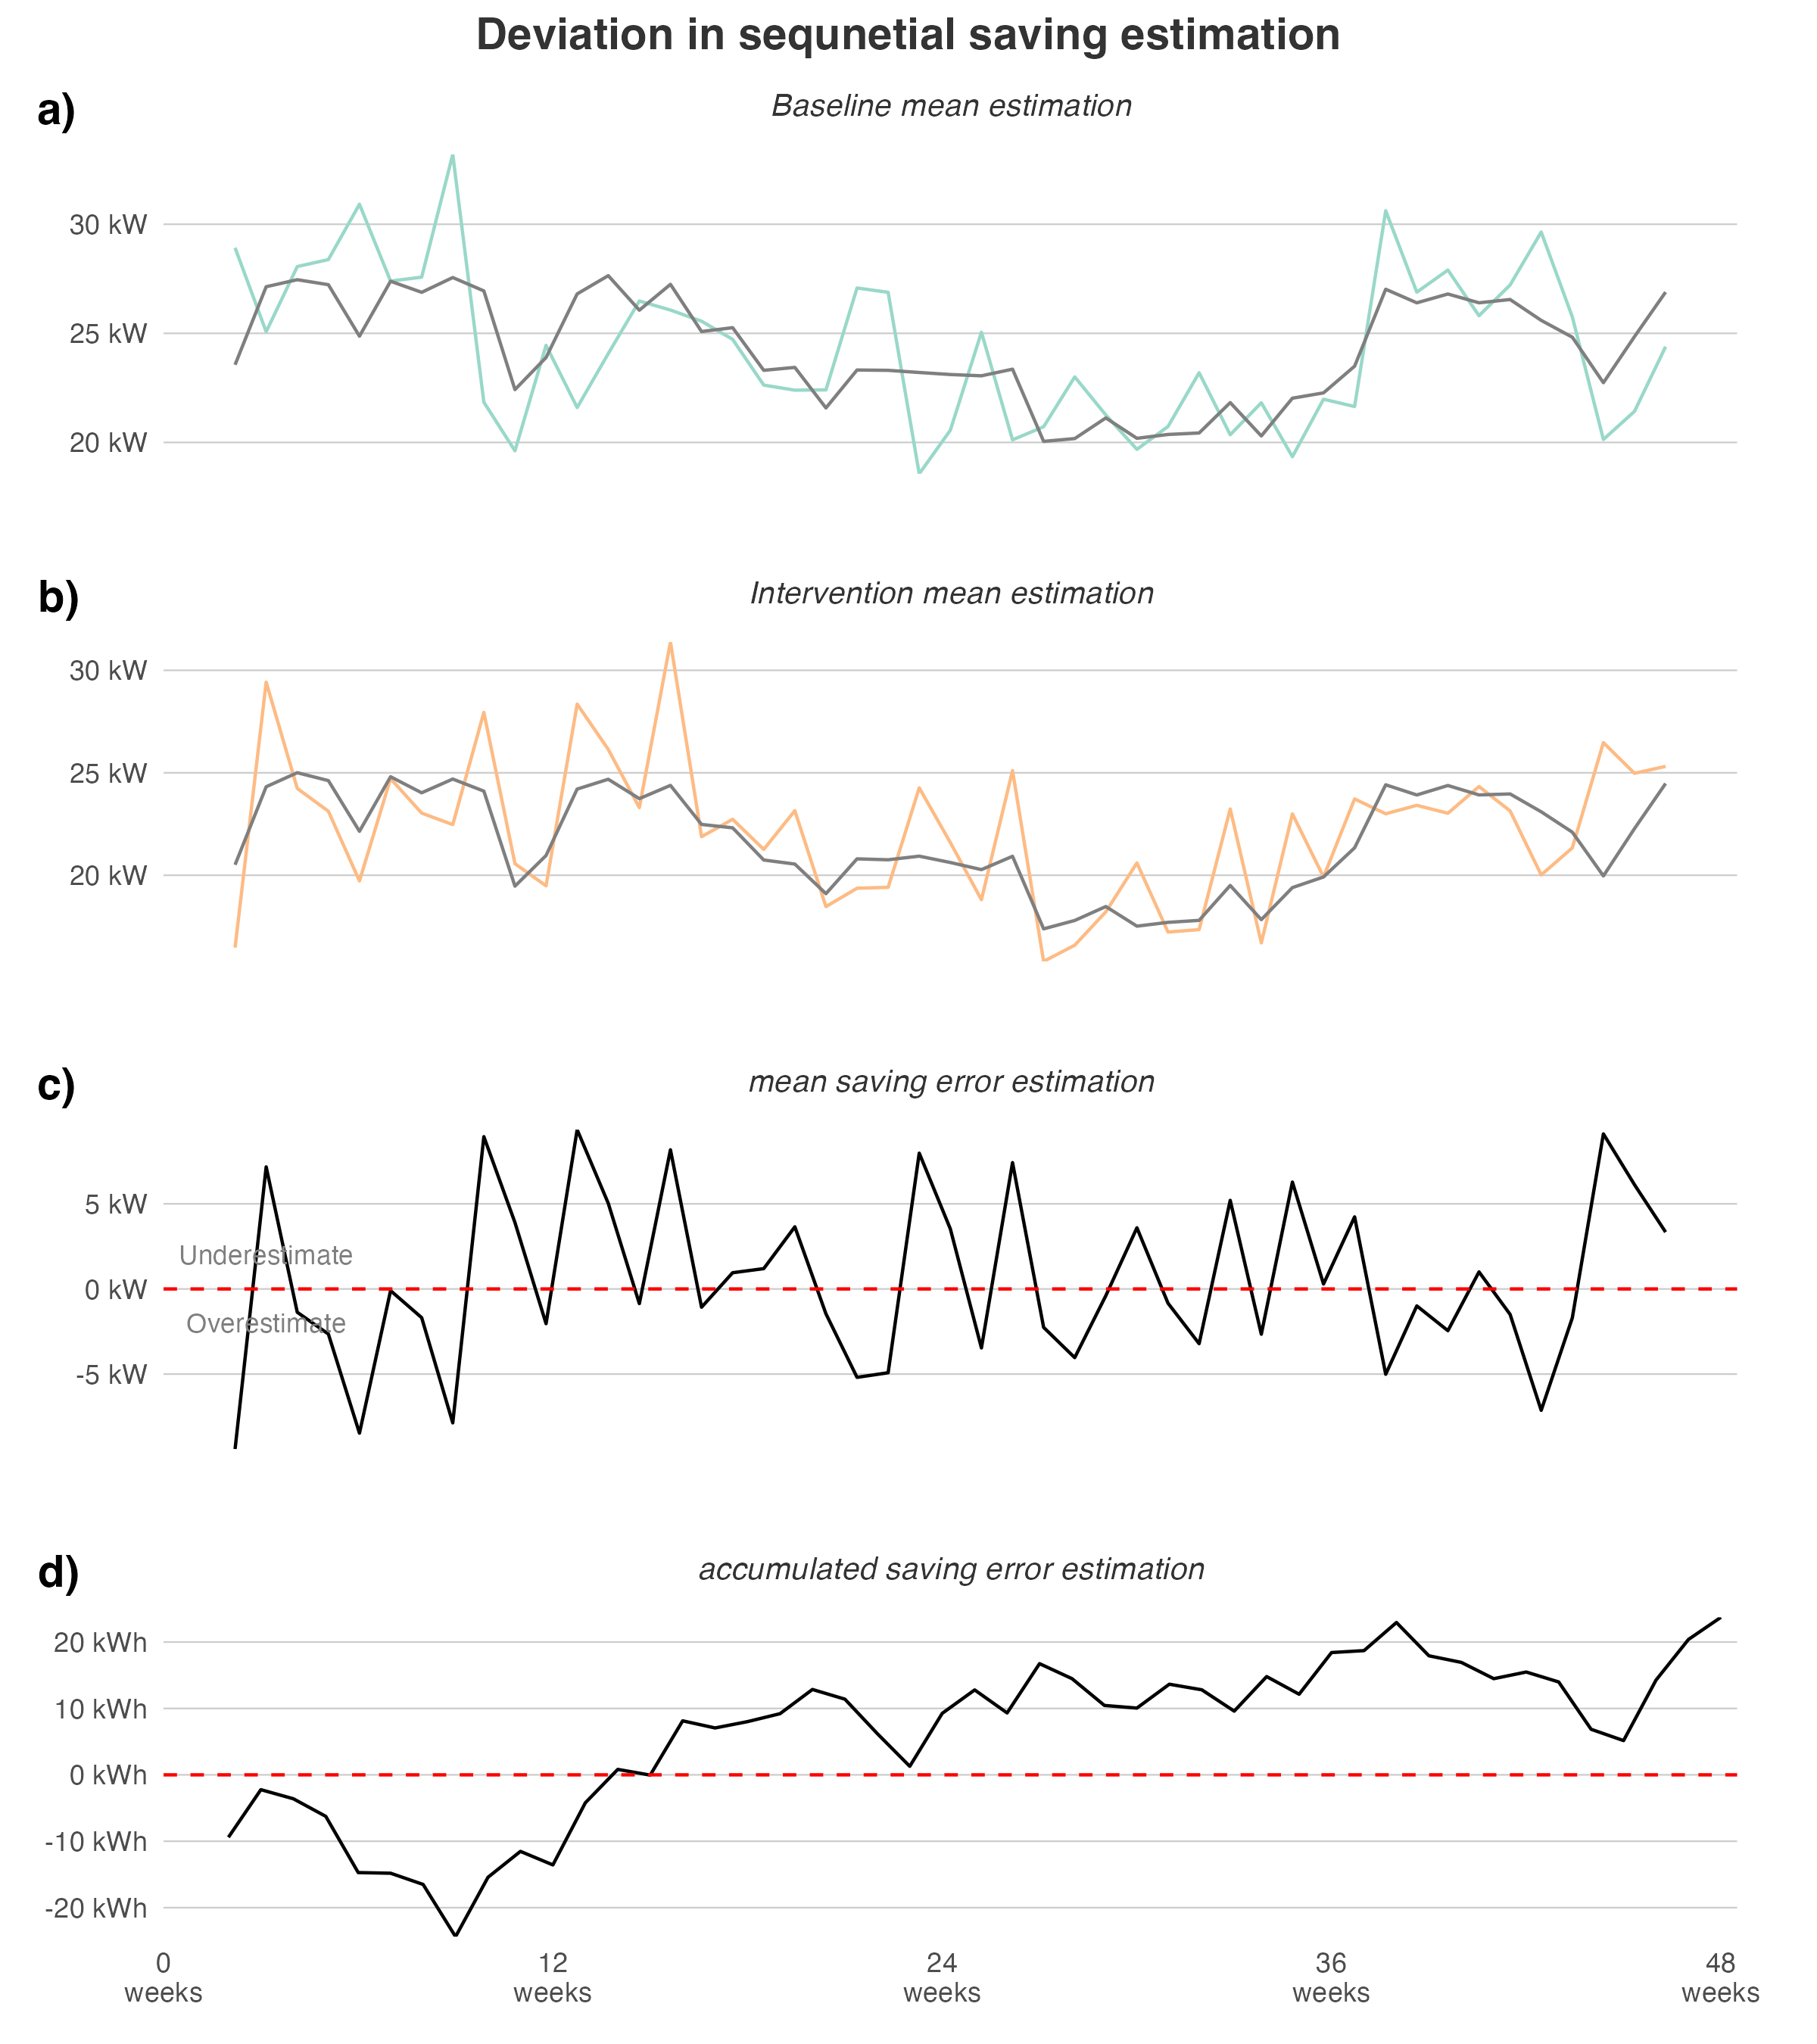 Deviation in sequnetial saving estimation
a)
Baseline mean estimation
30 kW
25 kW
20 kW
b)
Intervention mean estimation
30 kW
25 kW
20 kW
c)
mean saving error estimation
5 kW
Underestimate
0 kW
Overestimate
-5 kW
d)
accumulated saving error estimation
20 kWh
10 kWh
0 kWh
-10 kWh
-20 kWh
0 12 24 36 48
weeks weeks weeks weeks weeks